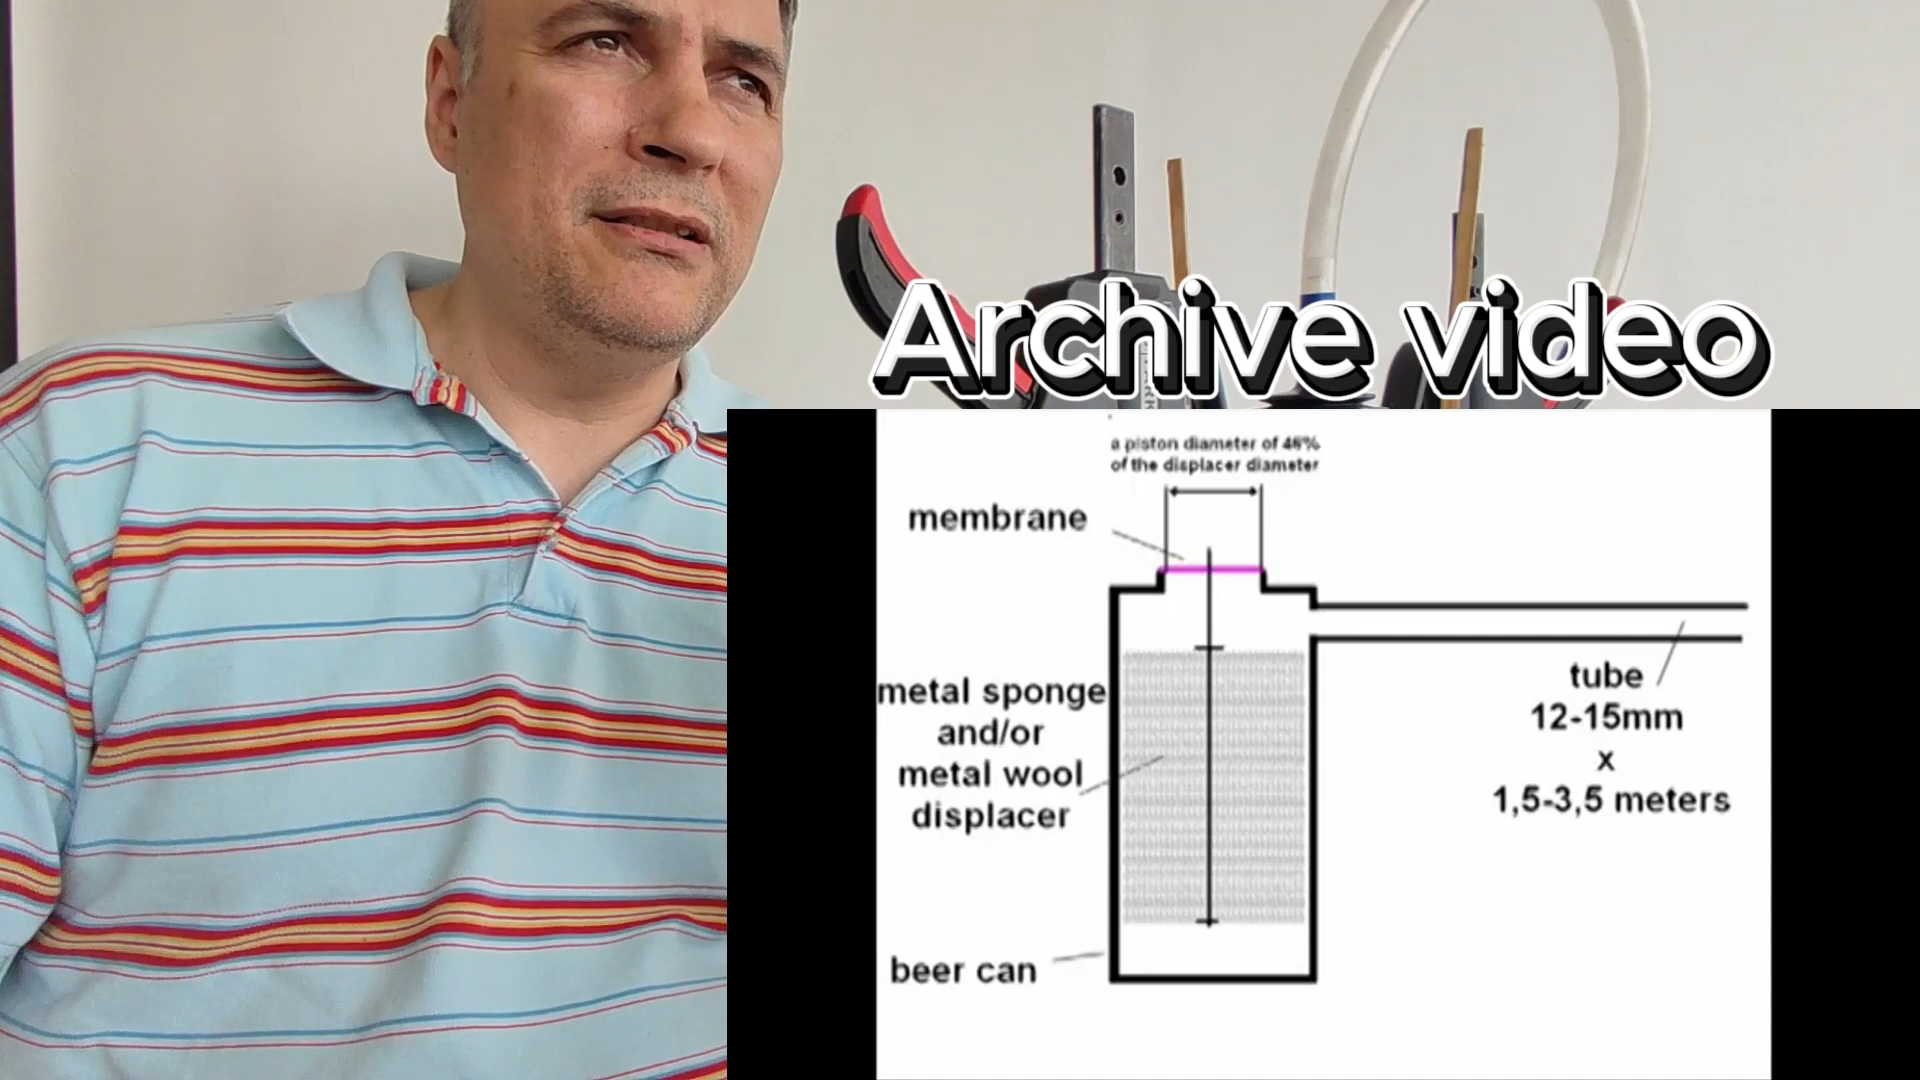 Archive video
a piston diameter of 46%
of the displacer diameter
membrane
metal sponge
and/or
metal wool
displacer
beer can
tube
12-15mm
x
1,5-3,5 meters